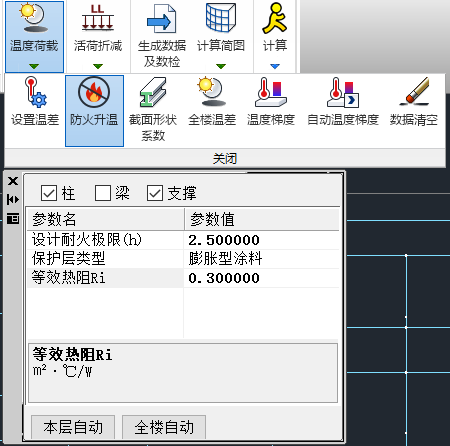 温度荷载 活荷折减 生成数据 计算简图 计算
及数检
设置温差 防火升温 截面形状 全楼温差 温度梯度 自动温度梯度 数据清空
系数
关闭
柱 梁 支撑
参数名 参数值
设计耐火极限(h) 2.500000
保护层类型 膨胀型涂料
等效热阻Ri 0.300000
等效热阻Ri
m²·℃/W
本层自动 全楼自动